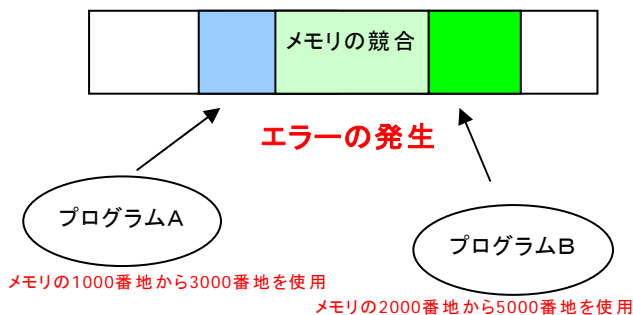 メモリの競合
エラーの発生
プログラムA
プログラムB
メモリの1000番地から3000番地を使用
メモリの2000番地から5000番地を使用